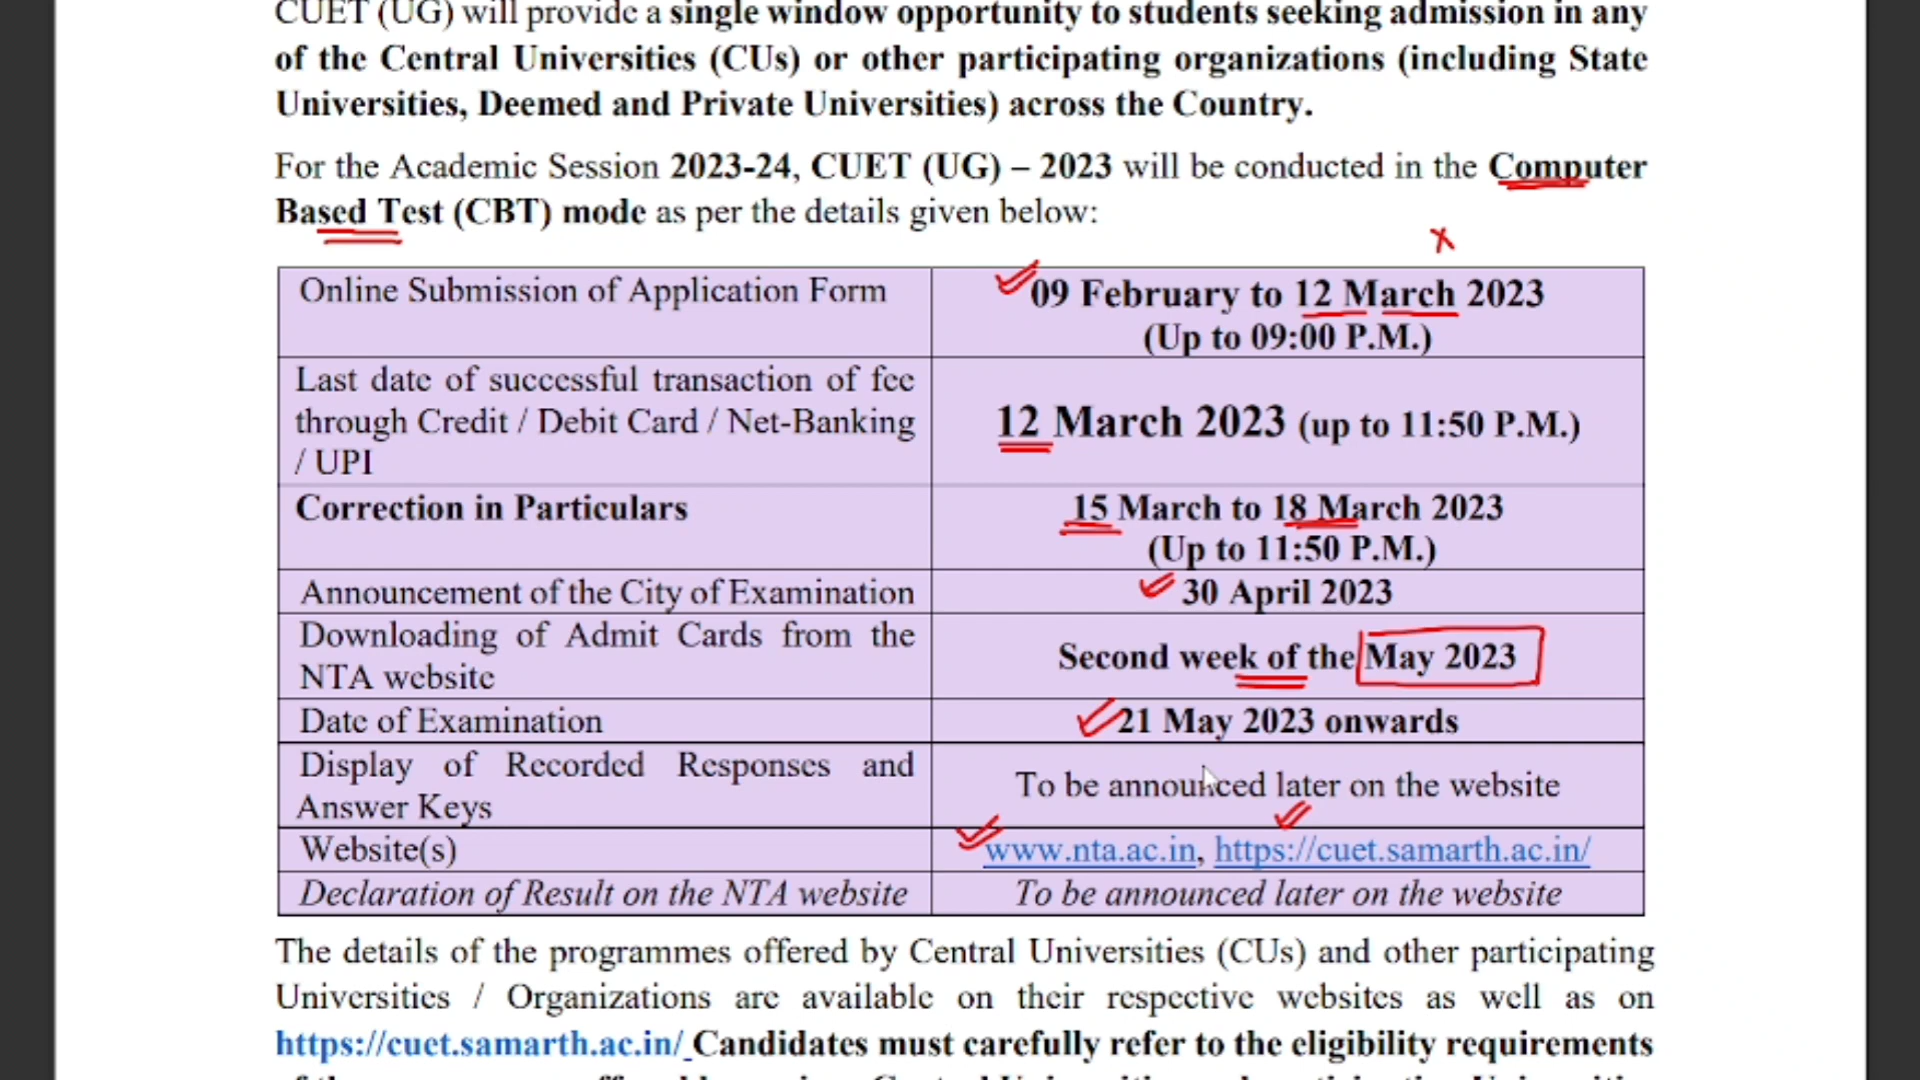 CUET (UG) will provide a single window opportunity to students seeking admission in any
of the Central Universities (CUs) or other participating organizations (including State
Universities, Deemed and Private Universities) across the Country.
For the Academic Session 2023-24, CUET (UG) – 2023 will be conducted in the Computer
Based Test (CBT) mode as per the details given below:
Online Submission of Application Form
09 February to 12 March 2023
(Up to 09:00 P.M.)
Last date of successful transaction of fee
through Credit / Debit Card / Net-Banking
/ UPI
12 March 2023 (up to 11:50 P.M.)
Correction in Particulars
15 March to 18 March 2023
(Up to 11:50 P.M.)
Announcement of the City of Examination
30 April 2023
Downloading of Admit Cards from the
NTA website
Second week of the May 2023
Date of Examination
21 May 2023 onwards
Display of Recorded Responses and
Answer Keys
To be announced later on the website
Website(s)
www.nta.ac.in, https://cuet.samarth.ac.in/
Declaration of Result on the NTA website
To be announced later on the website
The details of the programmes offered by Central Universities (CUs) and other participating
Universities / Organizations are available on their respective websites as well as on
https://cuet.samarth.ac.in/ Candidates must carefully refer to the eligibility requirements